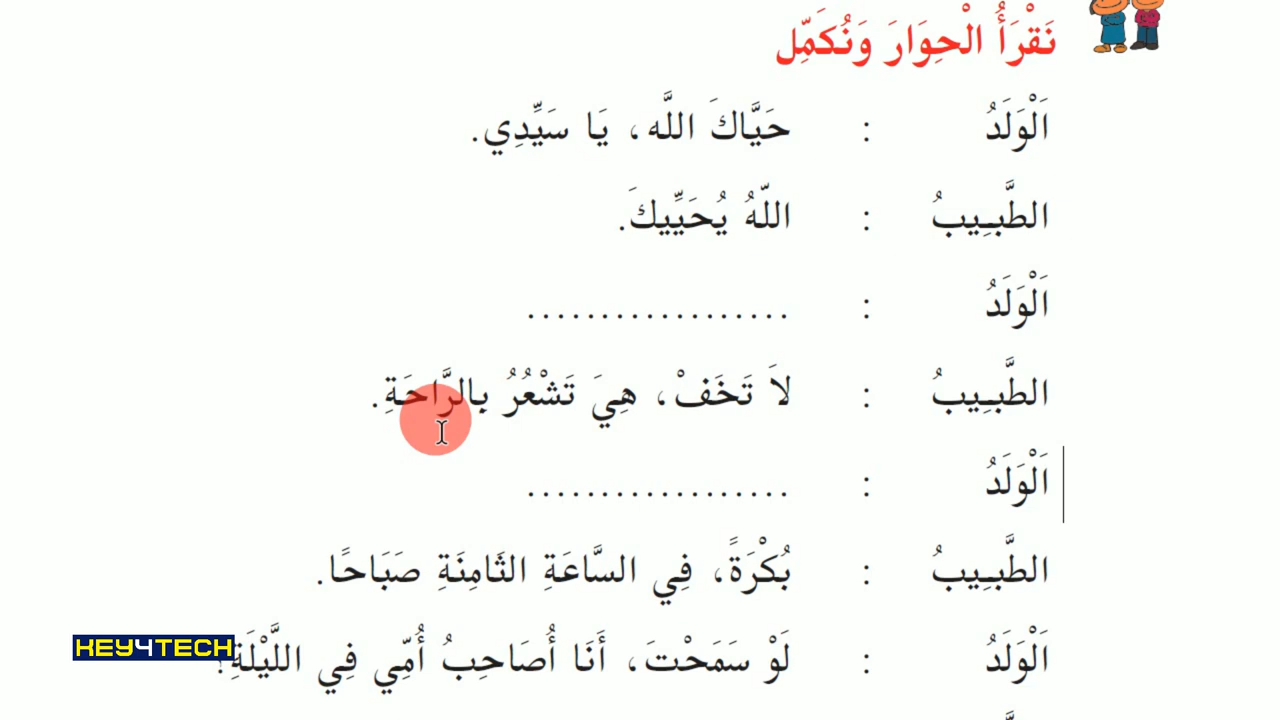 نَقْرَأُ الْحِوَارَ وَنُكَمِّل
اَلْوَلَدُ : حَيَّاكَ اللَّه، يَا سَيِّدِي.
الطَّبِيبُ : اللّهُ يُحَيِّيكَ.
اَلْوَلَدُ : ..................
الطَّبِيبُ : لاَ تَخَفْ، هِيَ تَشْعُرُ بِالرَّاحَةِ.
اَلْوَلَدُ : ..................
الطَّبِيبُ : بُكْرَةً، فِي السَّاعَةِ الثَّامِنَةِ صَبَاحًا.
اَلْوَلَدُ : لَوْ سَمَحْتَ، أَنَا أُصَاحِبُ أُمِّي فِي اللَّيْلَةِ؟
KEY4TECH